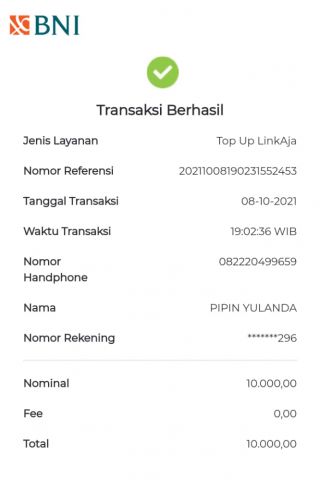 BNI
Transaksi Berhasil
Jenis Layanan Top Up LinkAja
Nomor Referensi 20211008190231552453
Tanggal Transaksi 08-10-2021
Waktu Transaksi 19:02:36 WIB
Nomor Handphone 082220499659
Nama PIPIN YULANDA
Nomor Rekening *******296
Nominal 10.000,00
Fee 0,00
Total 10.000,00